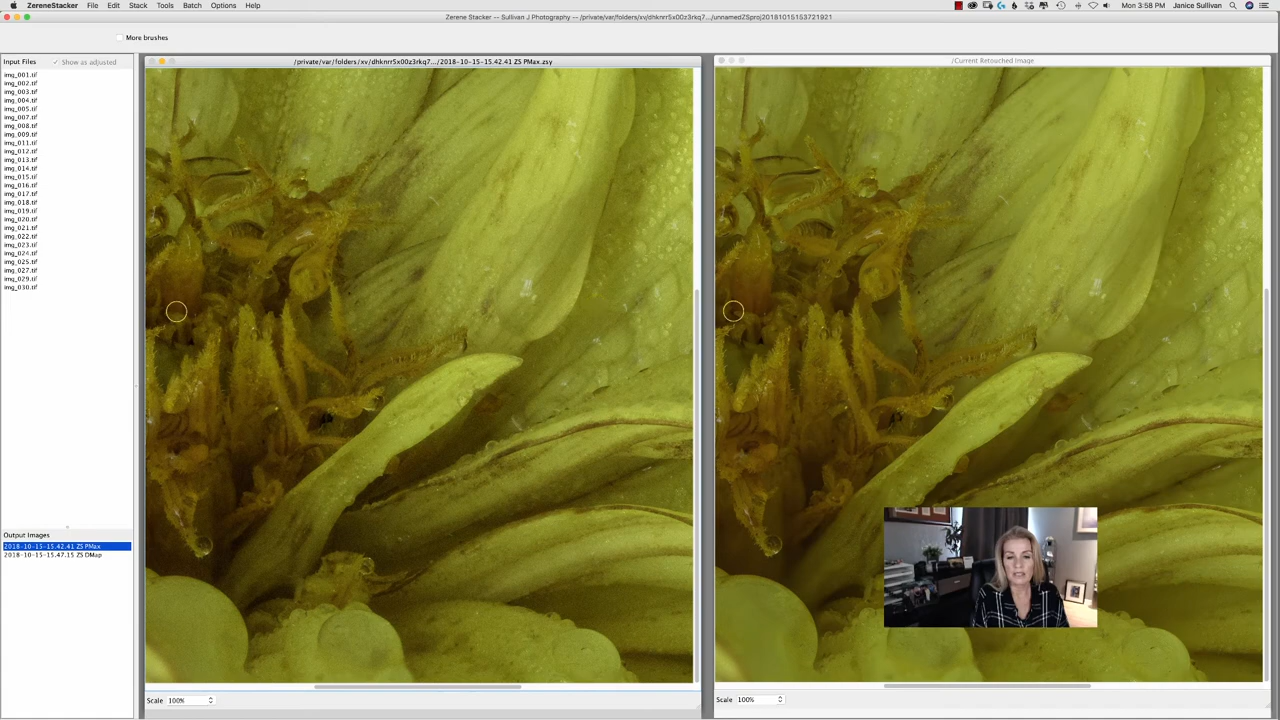 ZereneStacker File Edit Stack Tools Batch Options Help Mon 3:58 PM Janice Sullivan
Zerene Stacker -- Sullivan J Photography -- /private/var/folders/xv/dhknrr5x00z3rkq7.../unnamedZSproj20181015153721921
More brushes
Input Files ✓ Show as adjusted
/private/var/folders/xv/dhknrr5x00z3rkq7.../2018-10-15-15.42.41 ZS PMax.zsy
/Current Retouched Image
img_001.tif
img_002.tif
img_003.tif
img_004.tif
img_005.tif
img_007.tif
img_008.tif
img_009.tif
img_011.tif
img_012.tif
img_013.tif
img_014.tif
img_015.tif
img_016.tif
img_017.tif
img_018.tif
img_019.tif
img_020.tif
img_021.tif
img_022.tif
img_023.tif
img_024.tif
img_025.tif
img_027.tif
img_029.tif
img_030.tif
Output Images
2018-10-15-15.42.41 ZS PMax
2018-10-15-15.47.15 ZS DMap
Scale 100%
Scale 100%